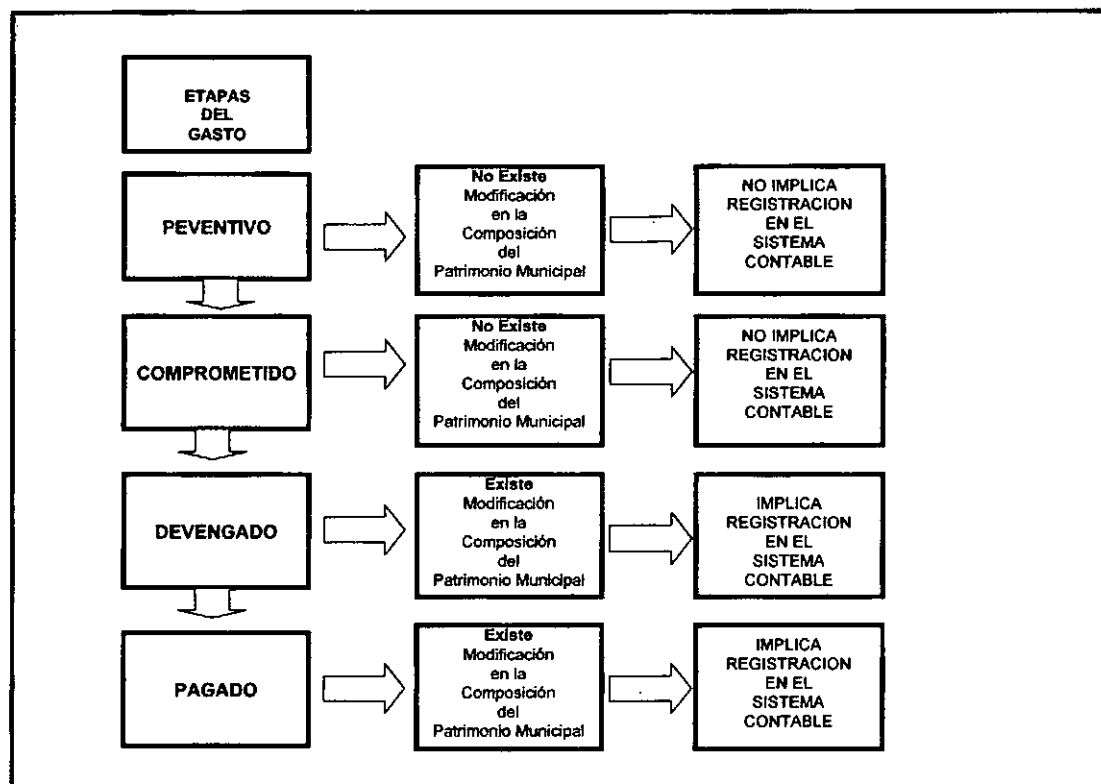 ETAPAS
DEL
GASTO
PEVENTIVO
No Existe
Modificación
en la
Composición
del
Patrimonio Municipal
NO IMPLICA
REGISTRACION
EN EL
SISTEMA
CONTABLE
COMPROMETIDO
No Existe
Modificación
en la
Composición
del
Patrimonio Municipal
NO IMPLICA
REGISTRACION
EN EL
SISTEMA
CONTABLE
DEVENGADO
Existe
Modificación
en la
Composición
del
Patrimonio Municipal
IMPLICA
REGISTRACION
EN EL
SISTEMA
CONTABLE
PAGADO
Existe
Modificación
en la
Composición
del
Patrimonio Municipal
IMPLICA
REGISTRACION
EN EL
SISTEMA
CONTABLE